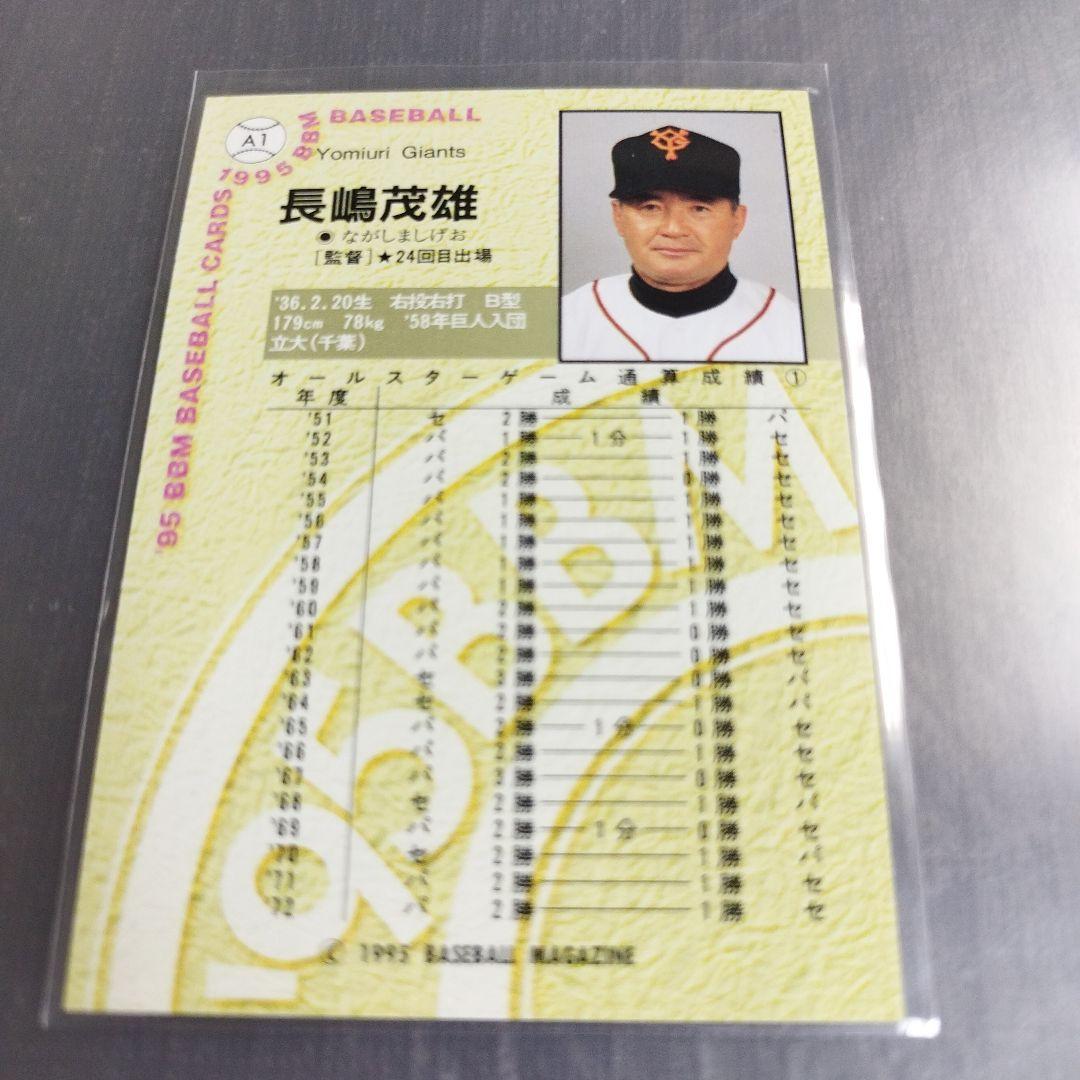 A1
'95 BBM BASEBALL CARDS 1995 BBM BASEBALL
Yomiuri Giants
長嶋茂雄
● ながしましげお
[監督]★24回目出場
'36.2.20生 右投右打 B型
179cm 78kg '58年巨人入団
立大(千葉)
オールスターゲーム通算成績①
年度 成績
'51 セ 2勝 1勝 パ
'52 パ 1勝 1分 1勝 セ
'53 パ 2勝 1勝 セ
'54 パ 2勝 0勝 セ
'55 パ 1勝 1勝 セ
'56 パ 1勝 1勝 セ
'57 パ 1勝 1勝 セ
'58 パ 1勝 1勝 セ
'59 パ 1勝 1勝 セ
'60 パ 2勝 1勝 セ
'61 パ 2勝 0勝 セ
'62 パ 2勝 0勝 セ
'63 セ 3勝 0勝 パ
'64 セ 2勝 1勝 パ
'65 パ 2勝 1分 0勝 セ
'66 パ 2勝 1勝 セ
'67 パ 3勝 0勝 セ
'68 セ 2勝 1勝 パ
'69 パ 2勝 1分 0勝 セ
'70 セ 2勝 1勝 パ
'71 パ 2勝 1勝 セ
'72 パ 2勝 1勝 セ
'95 BBM
© 1995 BASEBALL MAGAZINE
YG